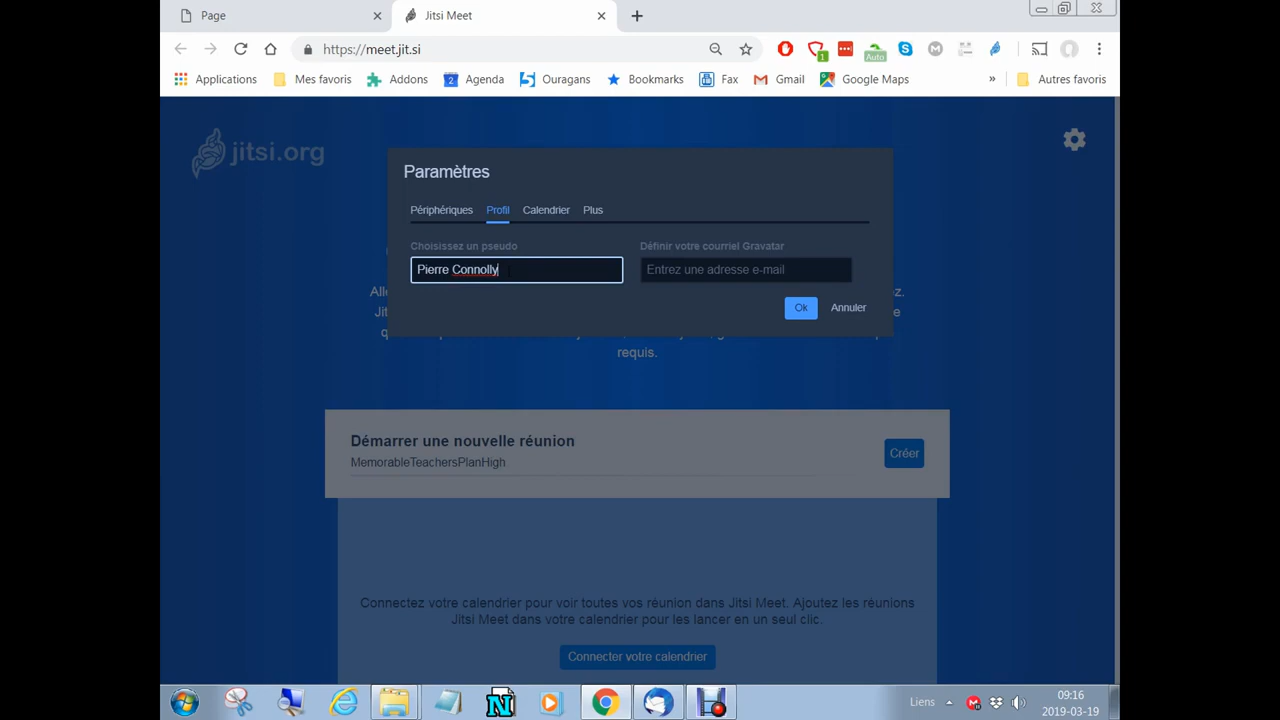 Page
Jitsi Meet
https://meet.jit.si
1
Auto
Applications
Mes favoris
Addons
2
Agenda
Ouragans
Bookmarks
Fax
Gmail
Google Maps
»
Autres favoris
jitsi.org
Paramètres
Périphériques Profil Calendrier Plus
Choisissez un pseudo
Définir votre courriel Gravatar
Pierre Connolly
Entrez une adresse e-mail
Ok
Annuler
requis.
Démarrer une nouvelle réunion
MemorableTeachersPlanHigh
Créer
Connectez votre calendrier pour voir toutes vos réunion dans Jitsi Meet. Ajoutez les réunions
Jitsi Meet dans votre calendrier pour les lancer en un seul clic.
Connecter votre calendrier
Liens
09:16
2019-03-19